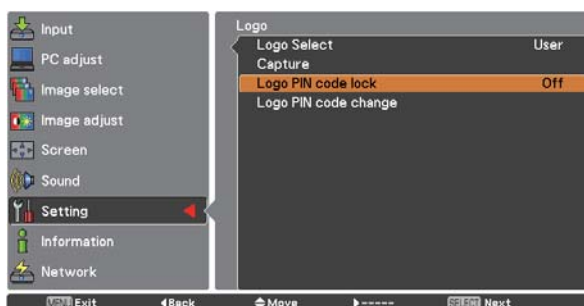 Input
PC adjust
Image select
Image adjust
Screen
Sound
Setting
Information
Network
Logo
Logo Select User
Capture
Logo PIN code lock Off
Logo PIN code change
MENU Exit Back Move ----- SELECT Next